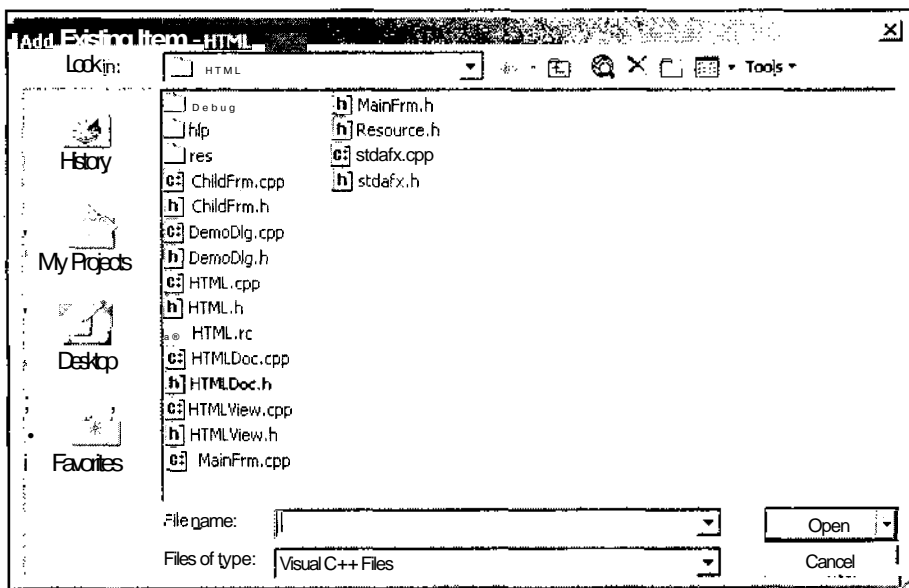 Add Existing Item - HTML
Look in:
HTML
Tools
History
My Projects
Desktop
Favorites
Debug
hlp
res
ChildFrm.cpp
ChildFrm.h
DemoDlg.cpp
DemoDlg.h
HTML.cpp
HTML.h
HTML.rc
HTMLDoc.cpp
HTMLDoc.h
HTMLView.cpp
HTMLView.h
MainFrm.cpp
MainFrm.h
Resource.h
stdafx.cpp
stdafx.h
File name:
Open
Files of type:
Visual C++ Files
Cancel